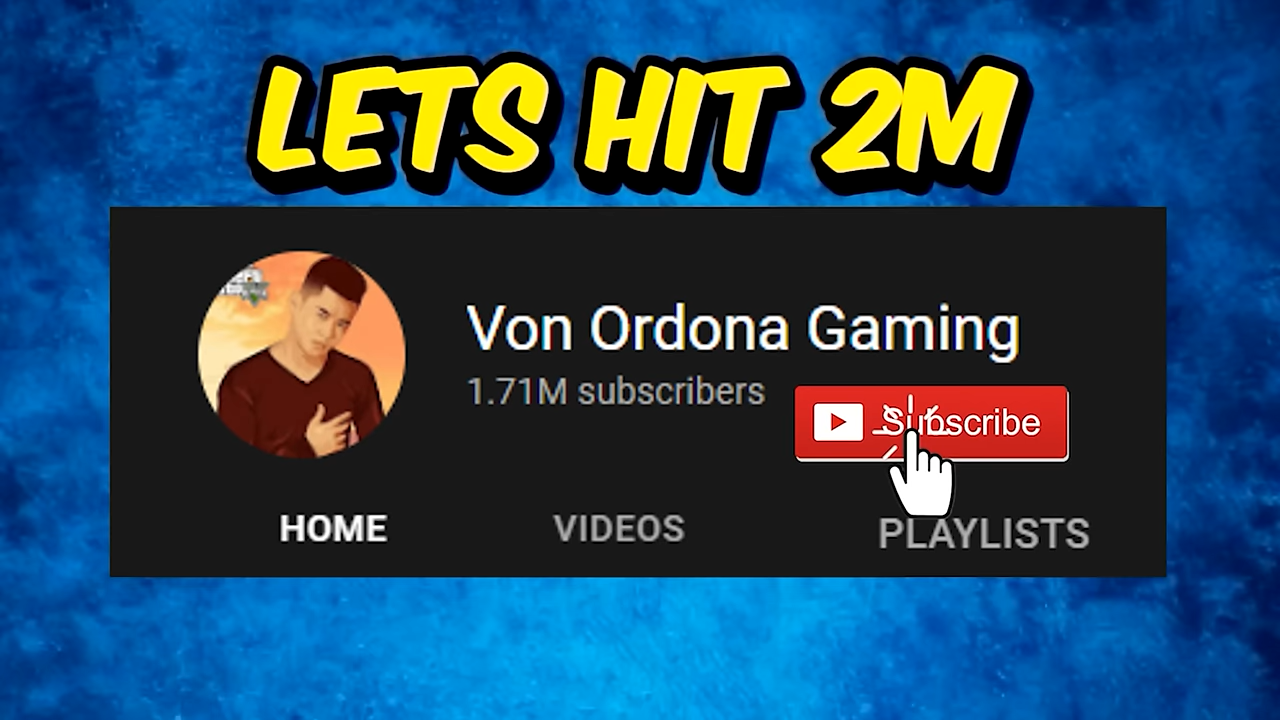 LETS HIT 2M
Von Ordona Gaming
1.71M subscribers
Subscribe
HOME VIDEOS PLAYLISTS